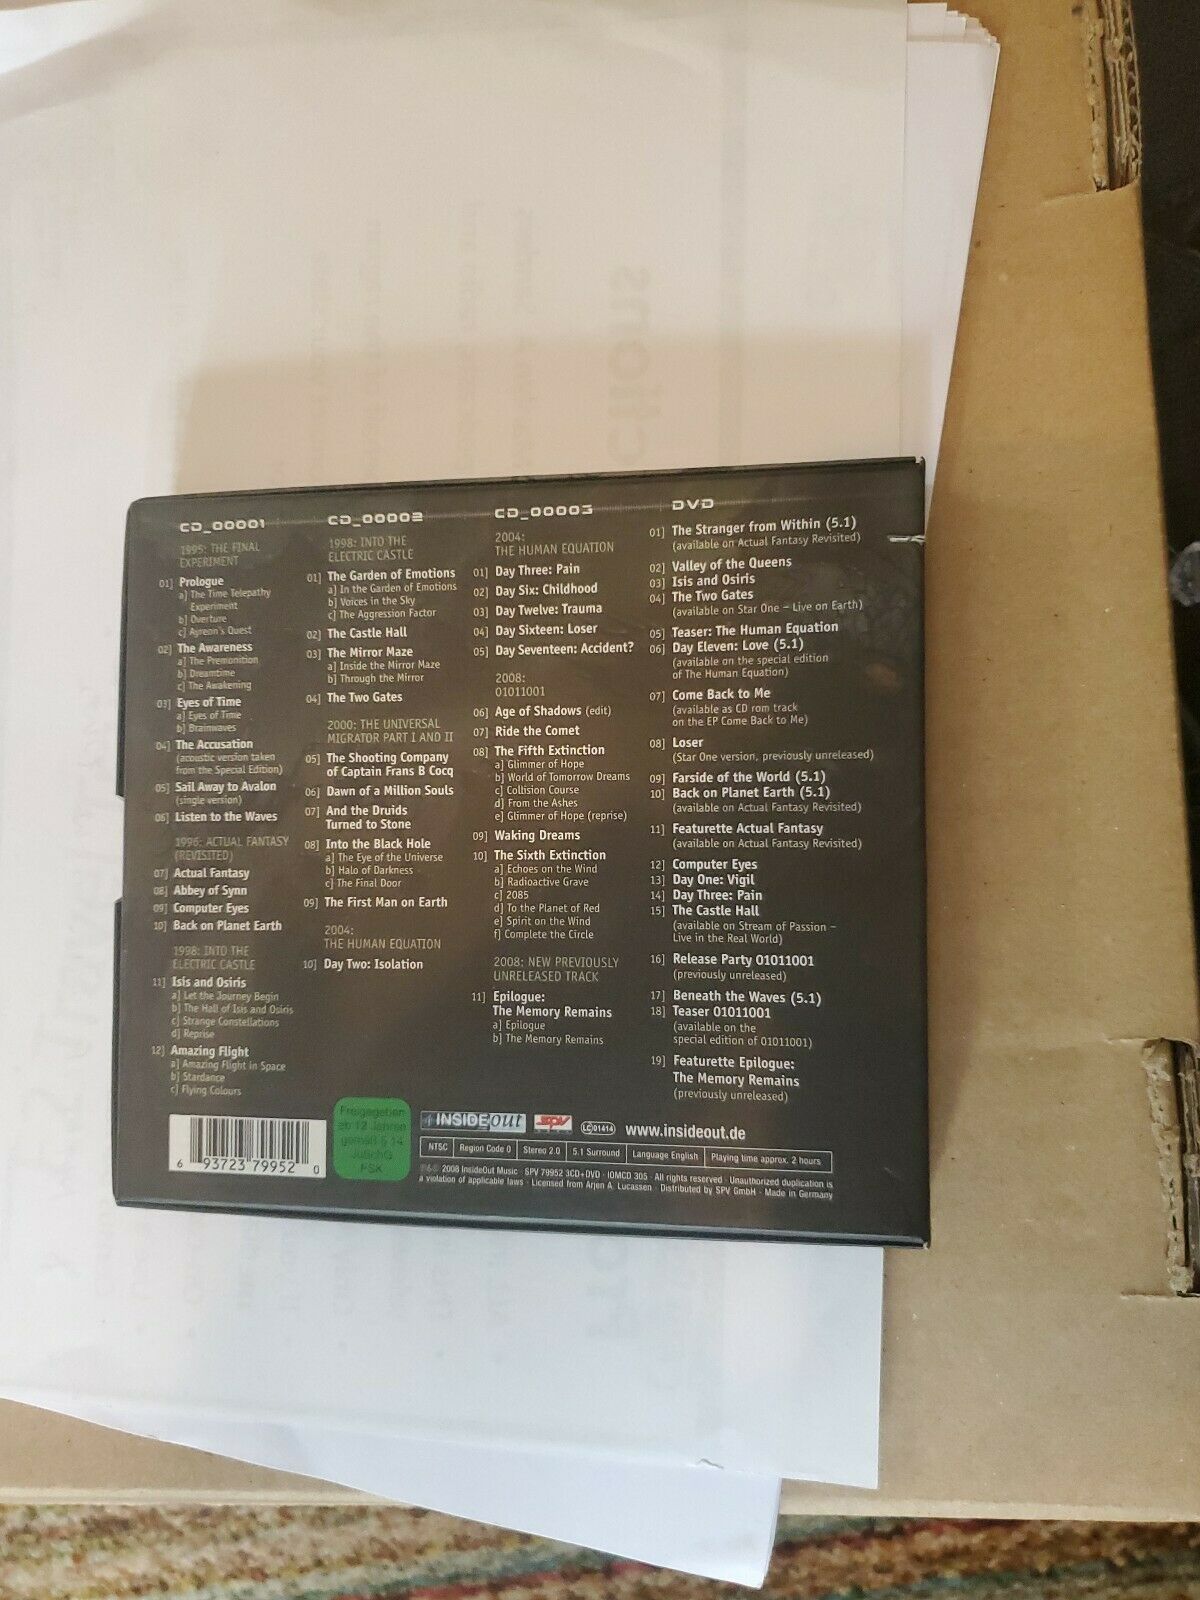 CD_00001
1995: THE FINAL
EXPERIMENT
01] Prologue
a] The Time Telepathy
Experiment
b] Overture
c] Ayreon's Quest
02] The Awareness
a] The Premonition
b] Dreamtime
c] The Awakening
03] Eyes of Time
a] Eyes of Time
b] Brainwaves
04] The Accusation
(acoustic version taken
from the Special Edition)
05] Sail Away to Avalon
(single version)
06] Listen to the Waves
1996: ACTUAL FANTASY
(REVISITED)
07] Actual Fantasy
08] Abbey of Synn
09] Computer Eyes
10] Back on Planet Earth
1998: INTO THE
ELECTRIC CASTLE
11] Isis and Osiris
a] Let the Journey Begin
b] The Hall of Isis and Osiris
c] Strange Constellations
d] Reprise
12] Amazing Flight
a] Amazing Flight in Space
b] Stardance
c] Flying Colours
CD_00002
1998: INTO THE
ELECTRIC CASTLE
01] The Garden of Emotions
a] In the Garden of Emotions
b] Voices in the Sky
c] The Aggression Factor
02] The Castle Hall
03] The Mirror Maze
a] Inside the Mirror Maze
b] Through the Mirror
04] The Two Gates
2000: THE UNIVERSAL
MIGRATOR PART I AND II
05] The Shooting Company
of Captain Frans B Cocq
06] Dawn of a Million Souls
07] And the Druids
Turned to Stone
08] Into the Black Hole
a] The Eye of the Universe
b] Halo of Darkness
c] The Final Door
09] The First Man on Earth
2004:
THE HUMAN EQUATION
10] Day Two: Isolation
CD_00003
2004:
THE HUMAN EQUATION
01] Day Three: Pain
02] Day Six: Childhood
03] Day Twelve: Trauma
04] Day Sixteen: Loser
05] Day Seventeen: Accident?
2008:
01011001
06] Age of Shadows (edit)
07] Ride the Comet
08] The Fifth Extinction
a] Glimmer of Hope
b] World of Tomorrow Dreams
c] Collision Course
d] From the Ashes
e] Glimmer of Hope (reprise)
09] Waking Dreams
10] The Sixth Extinction
a] Echoes on the Wind
b] Radioactive Grave
c] 2085
d] To the Planet of Red
e] Spirit on the Wind
f] Complete the Circle
2008: NEW PREVIOUSLY
UNRELEASED TRACK
11] Epilogue:
The Memory Remains
a] Epilogue
b] The Memory Remains
DVD
01] The Stranger from Within (5.1)
(available on Actual Fantasy Revisited)
02] Valley of the Queens
03] Isis and Osiris
04] The Two Gates
(available on Star One – Live on Earth)
05] Teaser: The Human Equation
06] Day Eleven: Love (5.1)
(available on the special edition
of The Human Equation)
07] Come Back to Me
(available as CD rom track
on the EP Come Back to Me)
08] Loser
(Star One version, previously unreleased)
09] Farside of the World (5.1)
10] Back on Planet Earth (5.1)
(available on Actual Fantasy Revisited)
11] Featurette Actual Fantasy
(available on Actual Fantasy Revisited)
12] Computer Eyes
13] Day One: Vigil
14] Day Three: Pain
15] The Castle Hall
(available on Stream of Passion –
Live in the Real World)
16] Release Party 01011001
(previously unreleased)
17] Beneath the Waves (5.1)
18] Teaser 01011001
(available on the
special edition of 01011001)
19] Featurette Epilogue:
The Memory Remains
(previously unreleased)
6 93723 79952 0
Freigegeben
ab 12 Jahren
gemäß § 14
JuSchG
FSK
INSIDEOUT
SPV
LC 01414
www.insideout.de
NTSC Region Code 0 Stereo 2.0 5.1 Surround Language English Playing time approx. 2 hours
℗&© 2008 InsideOut Music · SPV 79952 3CD+DVD · IOMCD 305 · All rights reserved · Unauthorized duplication is
a violation of applicable laws · Licensed from Arjen A. Lucassen · Distributed by SPV GmbH · Made in Germany